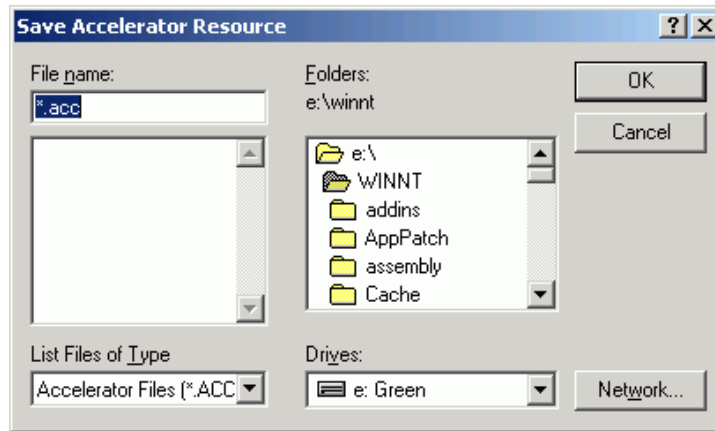 Save Accelerator Resource
File name:
*.acc
Folders:
e:\winnt
OK
Cancel
e:\
WINNT
addins
AppPatch
assembly
Cache
List Files of Type
Accelerator Files (*.ACC
Drives:
e: Green
Network...